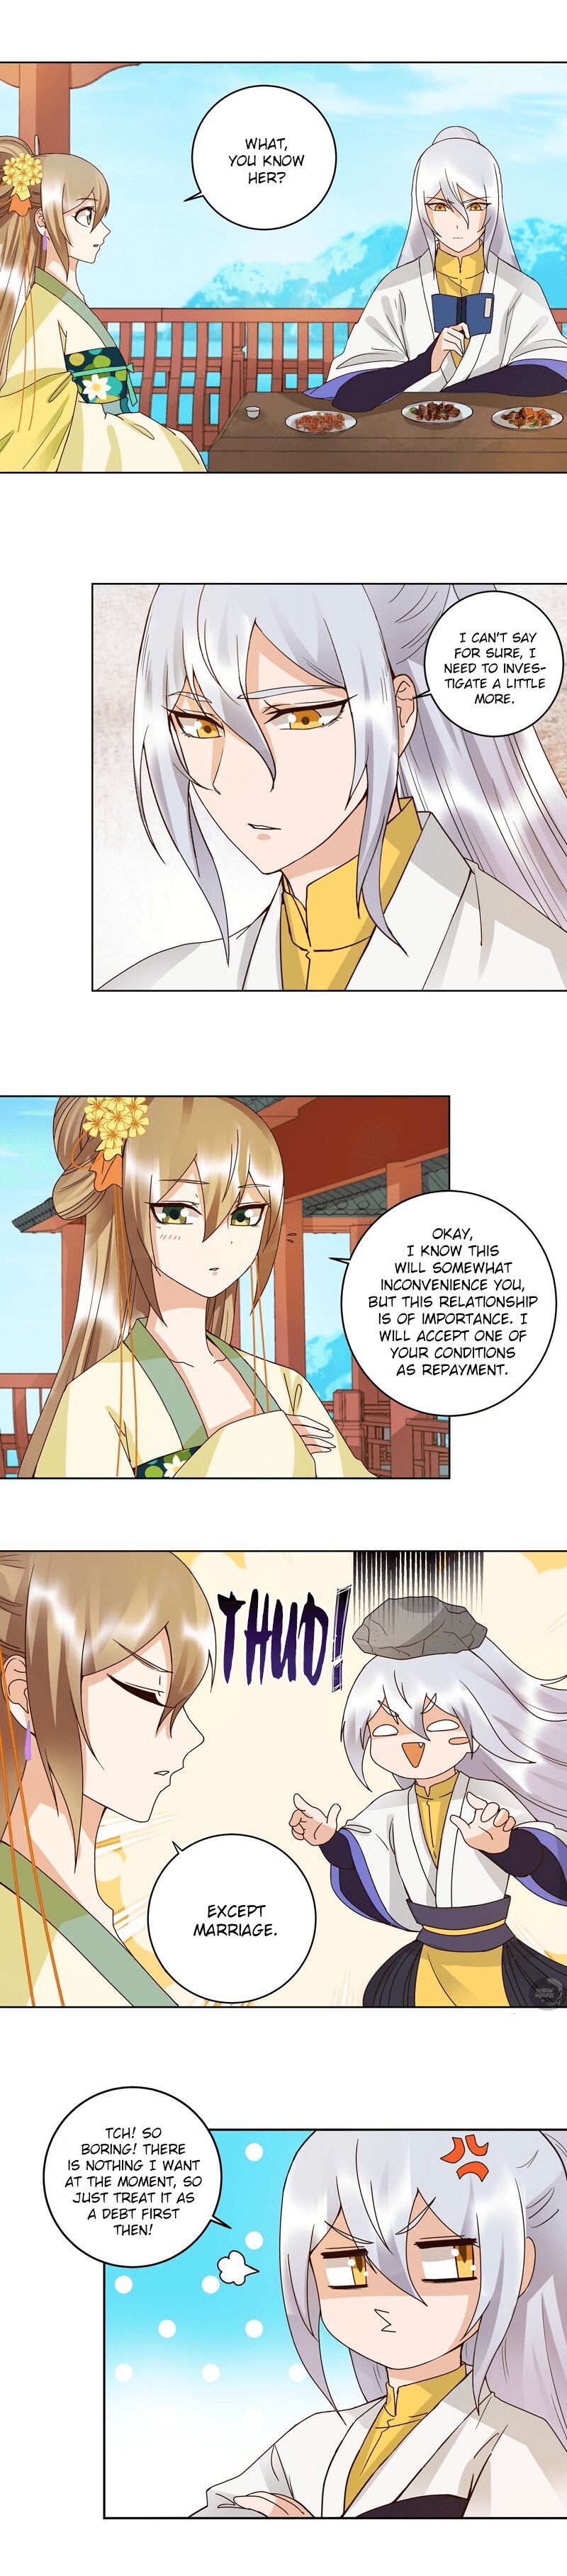 WHAT,
YOU KNOW
HER?
I CAN'T SAY
FOR SURE, I
NEED TO INVES-
TIGATE A LITTLE
MORE.
OKAY,
I KNOW THIS
WILL SOMEWHAT
INCONVENIENCE YOU,
BUT THIS RELATIONSHIP
IS OF IMPORTANCE. I
WILL ACCEPT ONE OF
YOUR CONDITIONS
AS REPAYMENT.
THUD!
EXCEPT
MARRIAGE.
TCH! SO
BORING! THERE
IS NOTHING I WANT
AT THE MOMENT, SO
JUST TREAT IT AS
A DEBT FIRST
THEN!